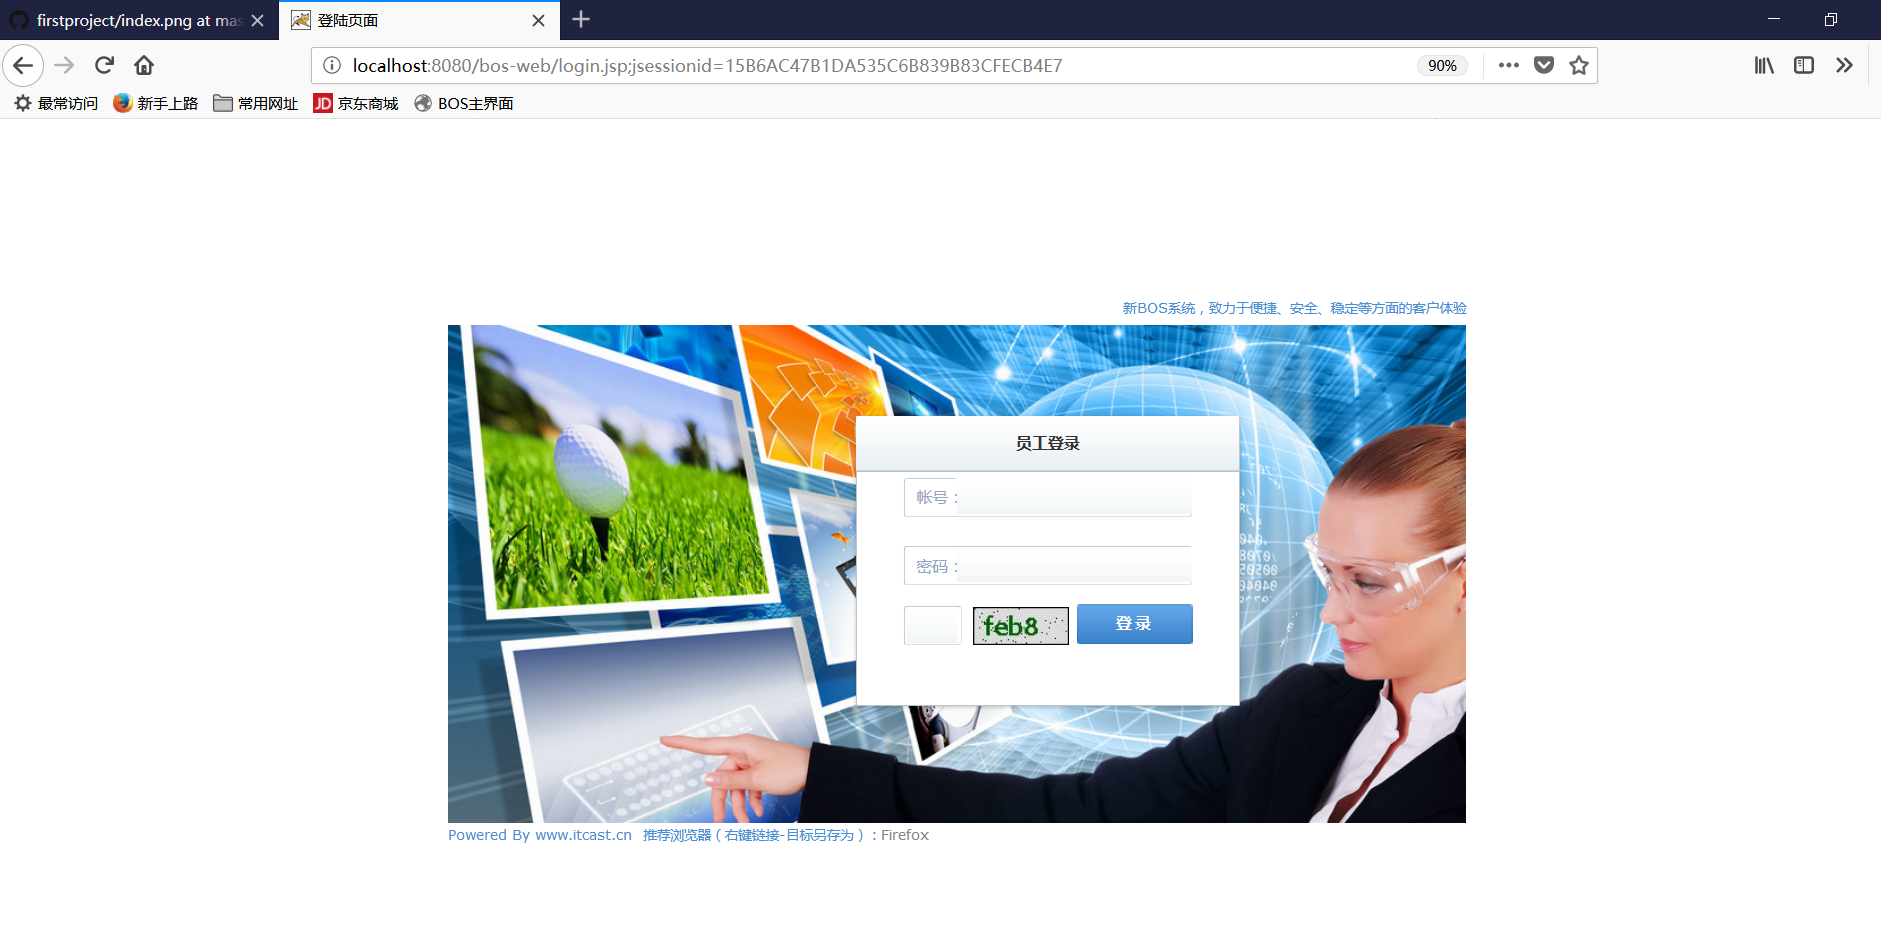 firstproject/index.png at mas
登陆页面
localhost:8080/bos-web/login.jsp;jsessionid=15B6AC47B1DA535C6B839B83CFECB4E7
90%
最常访问 新手上路 常用网址 JD 京东商城 BOS主界面
新BOS系统，致力于便捷、安全、稳定等方面的客户体验
员工登录
帐号：
密码：
feb8 登录
Powered By www.itcast.cn 推荐浏览器（右键链接-目标另存为）：Firefox